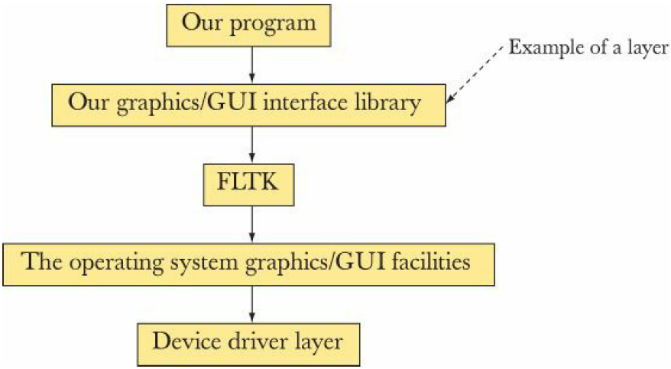 Our program
Example of a layer
Our graphics/GUI interface library
FLTK
The operating system graphics/GUI facilities
Device driver layer